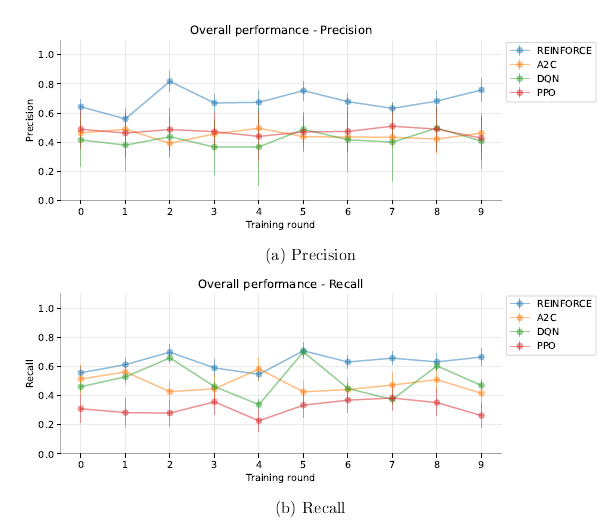 Overall performance - Precision
1.0
0.8
0.6
0.4
0.2
0.0
Precision
0 1 2 3 4 5 6 7 8 9
Training round
REINFORCE
A2C
DQN
PPO
(a) Precision
Overall performance - Recall
1.0
0.8
0.6
0.4
0.2
0.0
Recall
0 1 2 3 4 5 6 7 8 9
Training round
REINFORCE
A2C
DQN
PPO
(b) Recall